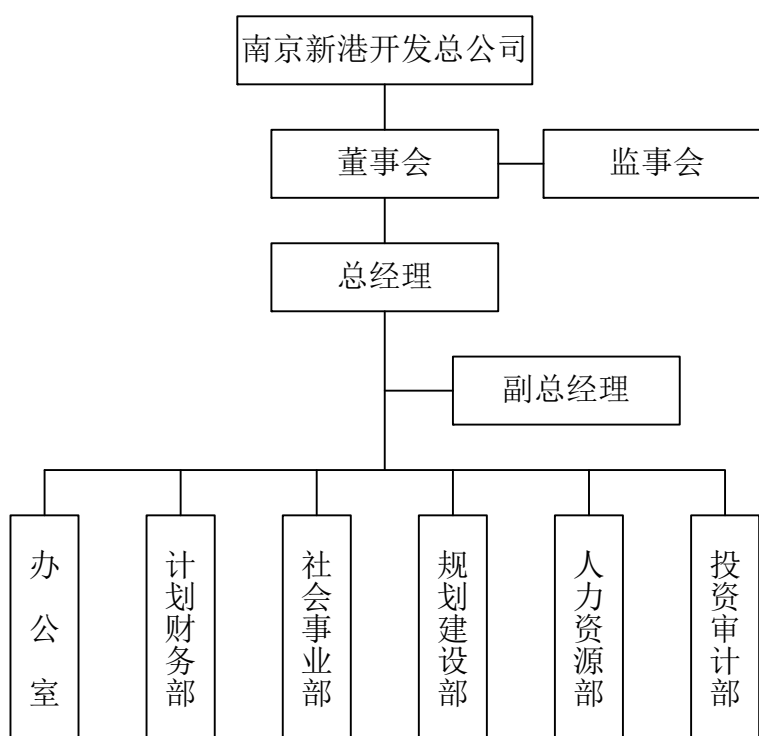 南京新港开发总公司
董事会
监事会
总经理
副总经理
办公室
计划财务部
社会事业部
规划建设部
人力资源部
投资审计部